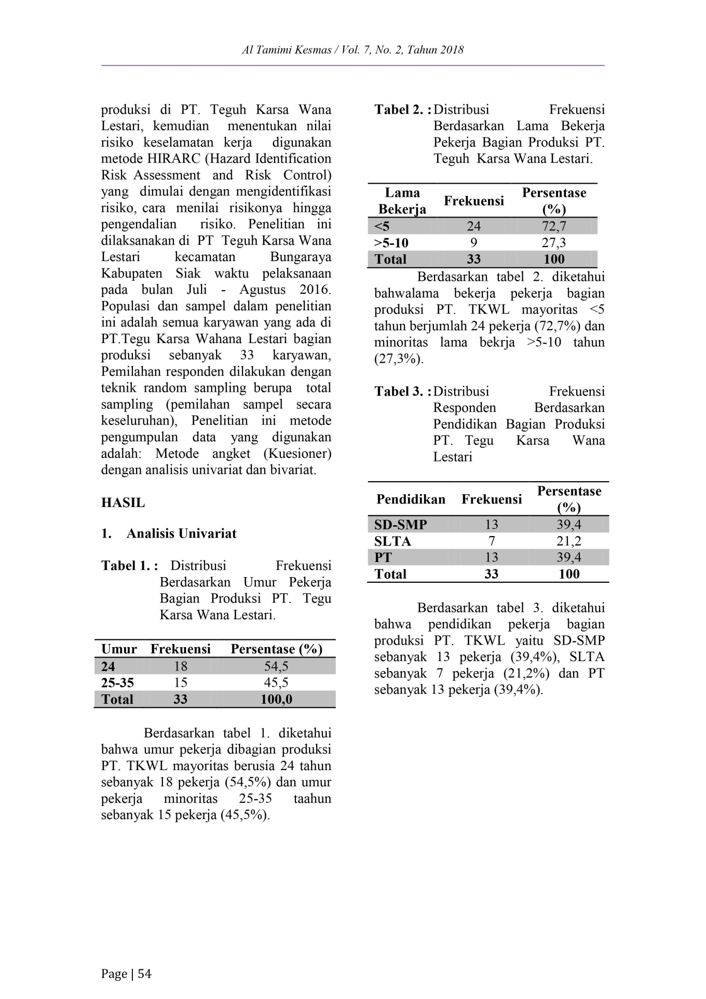 Al Tamimi Kesmas / Vol. 7, No. 2, Tahun 2018
produksi di PT. Teguh Karsa Wana
Lestari, kemudian menentukan nilai
risiko keselamatan kerja digunakan
metode HIRARC (Hazard Identification
Risk Assessment and Risk Control)
yang dimulai dengan mengidentifikasi
risiko, cara menilai risikonya hingga
pengendalian risiko. Penelitian ini
dilaksanakan di PT Teguh Karsa Wana
Lestari kecamatan Bungaraya
Kabupaten Siak waktu pelaksanaan
pada bulan Juli - Agustus 2016.
Populasi dan sampel dalam penelitian
ini adalah semua karyawan yang ada di
PT.Tegu Karsa Wahana Lestari bagian
produksi sebanyak 33 karyawan,
Pemilahan responden dilakukan dengan
teknik random sampling berupa total
sampling (pemilahan sampel secara
keseluruhan), Penelitian ini metode
pengumpulan data yang digunakan
adalah: Metode angket (Kuesioner)
dengan analisis univariat dan bivariat.
HASIL
1. Analisis Univariat
Tabel 1. : Distribusi Frekuensi
Berdasarkan Umur Pekerja
Bagian Produksi PT. Tegu
Karsa Wana Lestari.
Umur Frekuensi Persentase (%)
24 18 54,5
25-35 15 45,5
Total 33 100,0
Berdasarkan tabel 1. diketahui
bahwa umur pekerja dibagian produksi
PT. TKWL mayoritas berusia 24 tahun
sebanyak 18 pekerja (54,5%) dan umur
pekerja minoritas 25-35 taahun
sebanyak 15 pekerja (45,5%).
Tabel 2. : Distribusi Frekuensi
Berdasarkan Lama Bekerja
Pekerja Bagian Produksi PT.
Teguh Karsa Wana Lestari.
Lama Bekerja Frekuensi Persentase (%)
<5 24 72,7
>5-10 9 27,3
Total 33 100
Berdasarkan tabel 2. diketahui
bahwalama bekerja pekerja bagian
produksi PT. TKWL mayoritas <5
tahun berjumlah 24 pekerja (72,7%) dan
minoritas lama bekrja >5-10 tahun
(27,3%).
Tabel 3. : Distribusi Frekuensi
Responden Berdasarkan
Pendidikan Bagian Produksi
PT. Tegu Karsa Wana
Lestari
Pendidikan Frekuensi Persentase (%)
SD-SMP 13 39,4
SLTA 7 21,2
PT 13 39,4
Total 33 100
Berdasarkan tabel 3. diketahui
bahwa pendidikan pekerja bagian
produksi PT. TKWL yaitu SD-SMP
sebanyak 13 pekerja (39,4%), SLTA
sebanyak 7 pekerja (21,2%) dan PT
sebanyak 13 pekerja (39,4%).
Page | 54